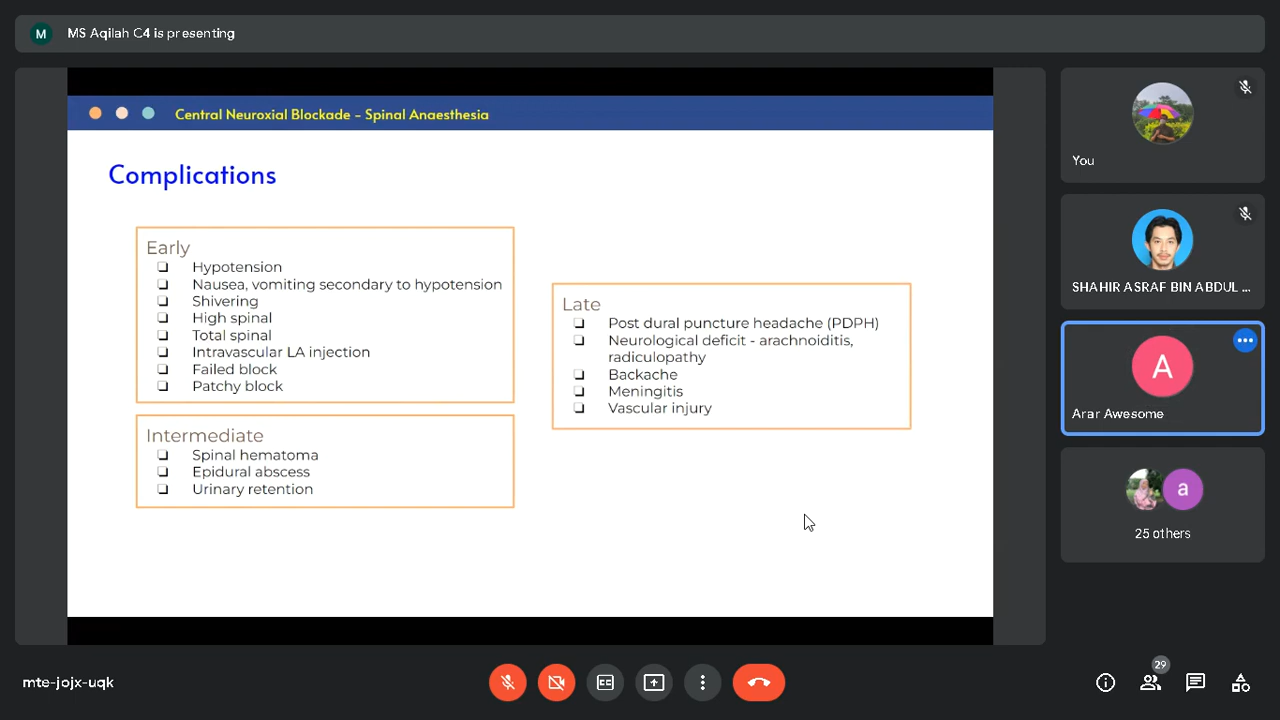 M
MS Aqilah C4 is presenting
Central Neuroxial Blockade - Spinal Anaesthesia
Complications
Early
Hypotension
Nausea, vomiting secondary to hypotension
Shivering
High spinal
Total spinal
Intravascular LA injection
Failed block
Patchy block
Intermediate
Spinal hematoma
Epidural abscess
Urinary retention
Late
Post dural puncture headache (PDPH)
Neurological deficit - arachnoiditis,
radiculopathy
Backache
Meningitis
Vascular injury
You
SHAHIR ASRAF BIN ABDUL ...
A
Arar Awesome
a
25 others
mte-jojx-uqk
29